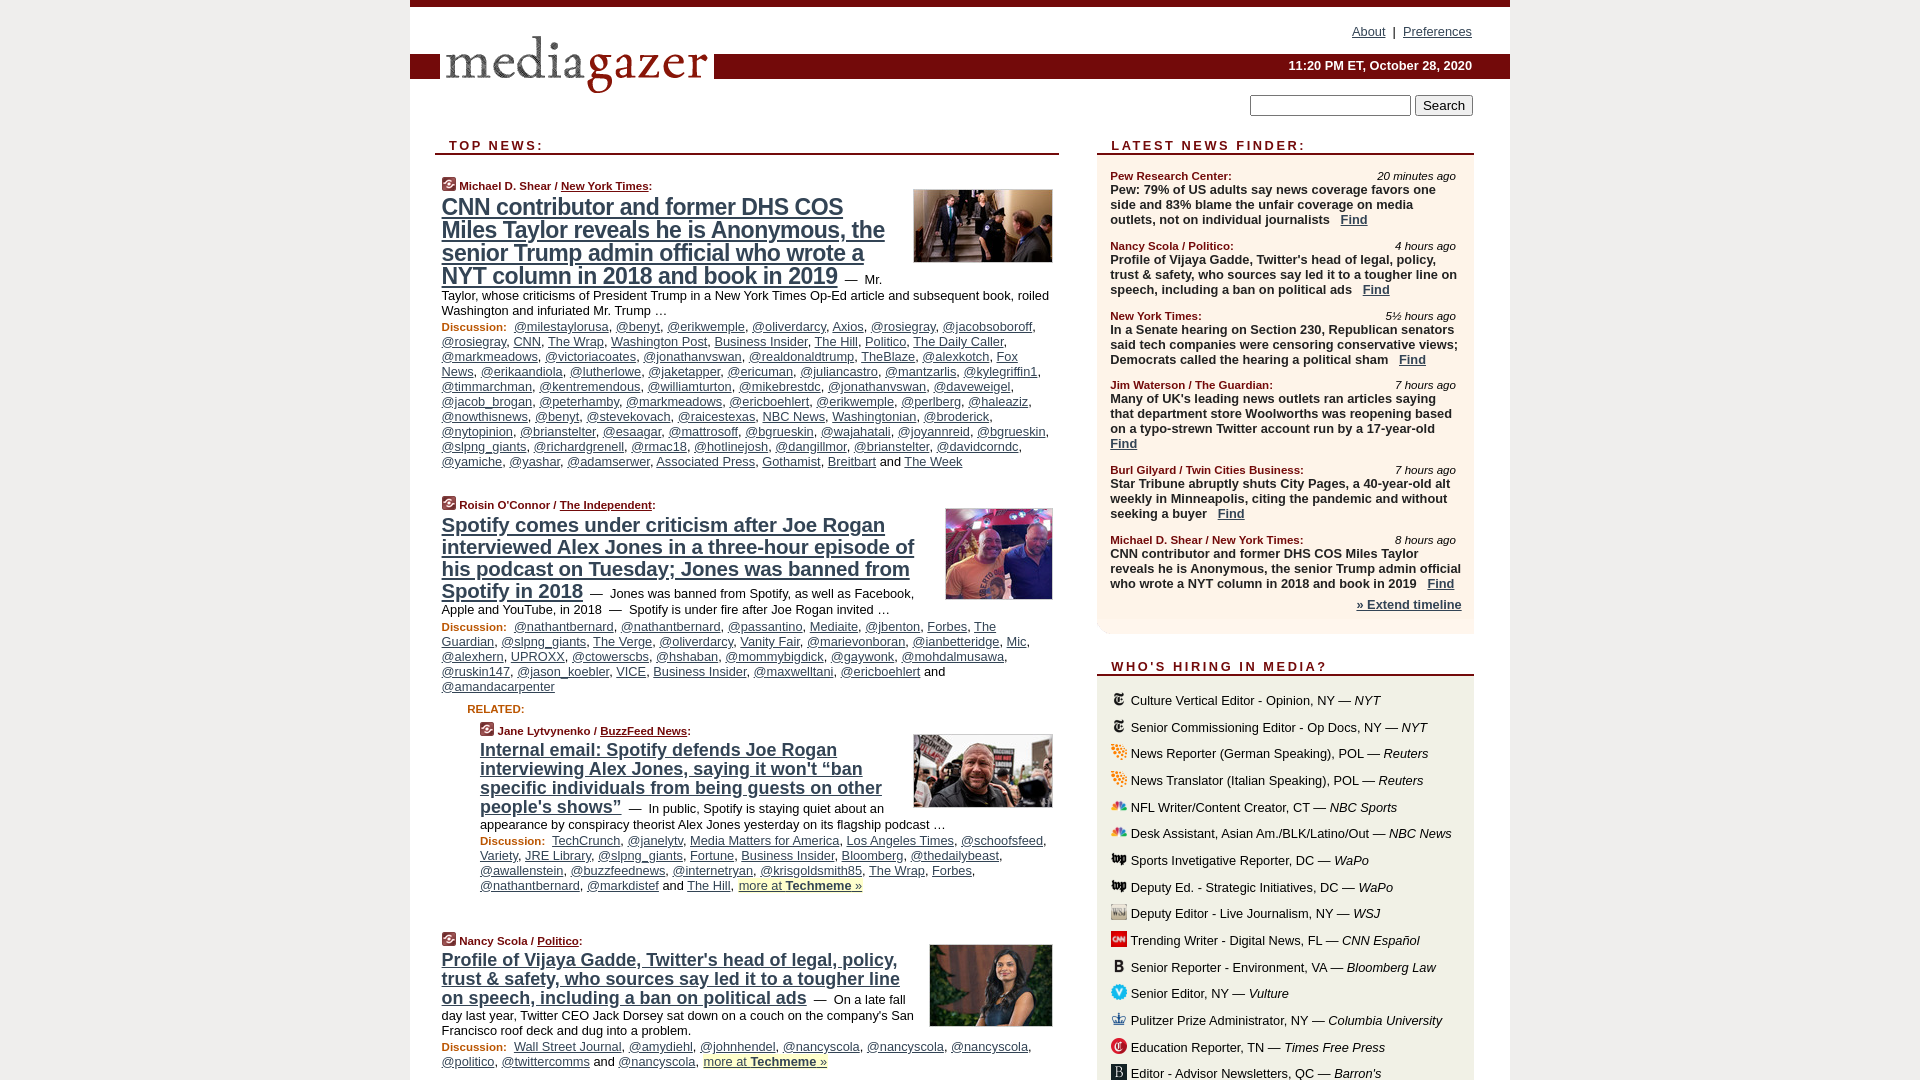 About | Preferences
mediagazer
11:20 PM ET, October 28, 2020
Search
TOP NEWS:
Michael D. Shear / New York Times:
CNN contributor and former DHS COS
Miles Taylor reveals he is Anonymous, the
senior Trump admin official who wrote a
NYT column in 2018 and book in 2019 — Mr.
Taylor, whose criticisms of President Trump in a New York Times Op-Ed article and subsequent book, roiled
Washington and infuriated Mr. Trump …
Discussion: @milestaylorusa, @benyt, @erikwemple, @oliverdarcy, Axios, @rosiegray, @jacobsoboroff,
@rosiegray, CNN, The Wrap, Washington Post, Business Insider, The Hill, Politico, The Daily Caller,
@markmeadows, @victoriacoates, @jonathanvswan, @realdonaldtrump, TheBlaze, @alexkotch, Fox
News, @erikaandiola, @lutherlowe, @jaketapper, @ericuman, @juliancastro, @mantzarlis, @kylegriffin1,
@timmarchman, @kentremendous, @williamturton, @mikebrestdc, @jonathanvswan, @daveweigel,
@jacob_brogan, @peterhamby, @markmeadows, @ericboehlert, @erikwemple, @perlberg, @haleaziz,
@nowthisnews, @benyt, @stevekovach, @raicestexas, NBC News, Washingtonian, @broderick,
@nytopinion, @brianstelter, @esaagar, @mattrosoff, @bgrueskin, @wajahatali, @joyannreid, @bgrueskin,
@slpng_giants, @richardgrenell, @rmac18, @hotlinejosh, @dangillmor, @brianstelter, @davidcorndc,
@yamiche, @yashar, @adamserwer, Associated Press, Gothamist, Breitbart and The Week
Roisin O'Connor / The Independent:
Spotify comes under criticism after Joe Rogan
interviewed Alex Jones in a three-hour episode of
his podcast on Tuesday; Jones was banned from
Spotify in 2018 — Jones was banned from Spotify, as well as Facebook,
Apple and YouTube, in 2018 — Spotify is under fire after Joe Rogan invited …
Discussion: @nathantbernard, @nathantbernard, @passantino, Mediaite, @jbenton, Forbes, The
Guardian, @slpng_giants, The Verge, @oliverdarcy, Vanity Fair, @marievonboran, @ianbetteridge, Mic,
@alexhern, UPROXX, @ctowerscbs, @hshaban, @mommybigdick, @gaywonk, @mohdalmusawa,
@ruskin147, @jason_koebler, VICE, Business Insider, @maxwelltani, @ericboehlert and
@amandacarpenter
RELATED:
Jane Lytvynenko / BuzzFeed News:
Internal email: Spotify defends Joe Rogan
interviewing Alex Jones, saying it won't “ban
specific individuals from being guests on other
people's shows” — In public, Spotify is staying quiet about an
appearance by conspiracy theorist Alex Jones yesterday on its flagship podcast …
Discussion: TechCrunch, @janelytv, Media Matters for America, Los Angeles Times, @schoofsfeed,
Variety, JRE Library, @slpng_giants, Fortune, Business Insider, Bloomberg, @thedailybeast,
@awallenstein, @buzzfeednews, @internetryan, @krisgoldsmith85, The Wrap, Forbes,
@nathantbernard, @markdistef and The Hill, more at Techmeme »
Nancy Scola / Politico:
Profile of Vijaya Gadde, Twitter's head of legal, policy,
trust & safety, who sources say led it to a tougher line
on speech, including a ban on political ads — On a late fall
day last year, Twitter CEO Jack Dorsey sat down on a couch on the company's San
Francisco roof deck and dug into a problem.
Discussion: Wall Street Journal, @amydiehl, @johnhendel, @nancyscola, @nancyscola, @nancyscola,
@politico, @twittercomms and @nancyscola, more at Techmeme »
LATEST NEWS FINDER:
Pew Research Center: 20 minutes ago
Pew: 79% of US adults say news coverage favors one
side and 83% blame the unfair coverage on media
outlets, not on individual journalists Find
Nancy Scola / Politico: 4 hours ago
Profile of Vijaya Gadde, Twitter's head of legal, policy,
trust & safety, who sources say led it to a tougher line on
speech, including a ban on political ads Find
New York Times: 5½ hours ago
In a Senate hearing on Section 230, Republican senators
said tech companies were censoring conservative views;
Democrats called the hearing a political sham Find
Jim Waterson / The Guardian: 7 hours ago
Many of UK's leading news outlets ran articles saying
that department store Woolworths was reopening based
on a typo-strewn Twitter account run by a 17-year-old
Find
Burl Gilyard / Twin Cities Business: 7 hours ago
Star Tribune abruptly shuts City Pages, a 40-year-old alt
weekly in Minneapolis, citing the pandemic and without
seeking a buyer Find
Michael D. Shear / New York Times: 8 hours ago
CNN contributor and former DHS COS Miles Taylor
reveals he is Anonymous, the senior Trump admin official
who wrote a NYT column in 2018 and book in 2019 Find
» Extend timeline
WHO'S HIRING IN MEDIA?
Culture Vertical Editor - Opinion, NY — NYT
Senior Commissioning Editor - Op Docs, NY — NYT
News Reporter (German Speaking), POL — Reuters
News Translator (Italian Speaking), POL — Reuters
NFL Writer/Content Creator, CT — NBC Sports
Desk Assistant, Asian Am./BLK/Latino/Out — NBC News
Sports Invetigative Reporter, DC — WaPo
Deputy Ed. - Strategic Initiatives, DC — WaPo
Deputy Editor - Live Journalism, NY — WSJ
Trending Writer - Digital News, FL — CNN Español
Senior Reporter - Environment, VA — Bloomberg Law
Senior Editor, NY — Vulture
Pulitzer Prize Administrator, NY — Columbia University
Education Reporter, TN — Times Free Press
Editor - Advisor Newsletters, QC — Barron's